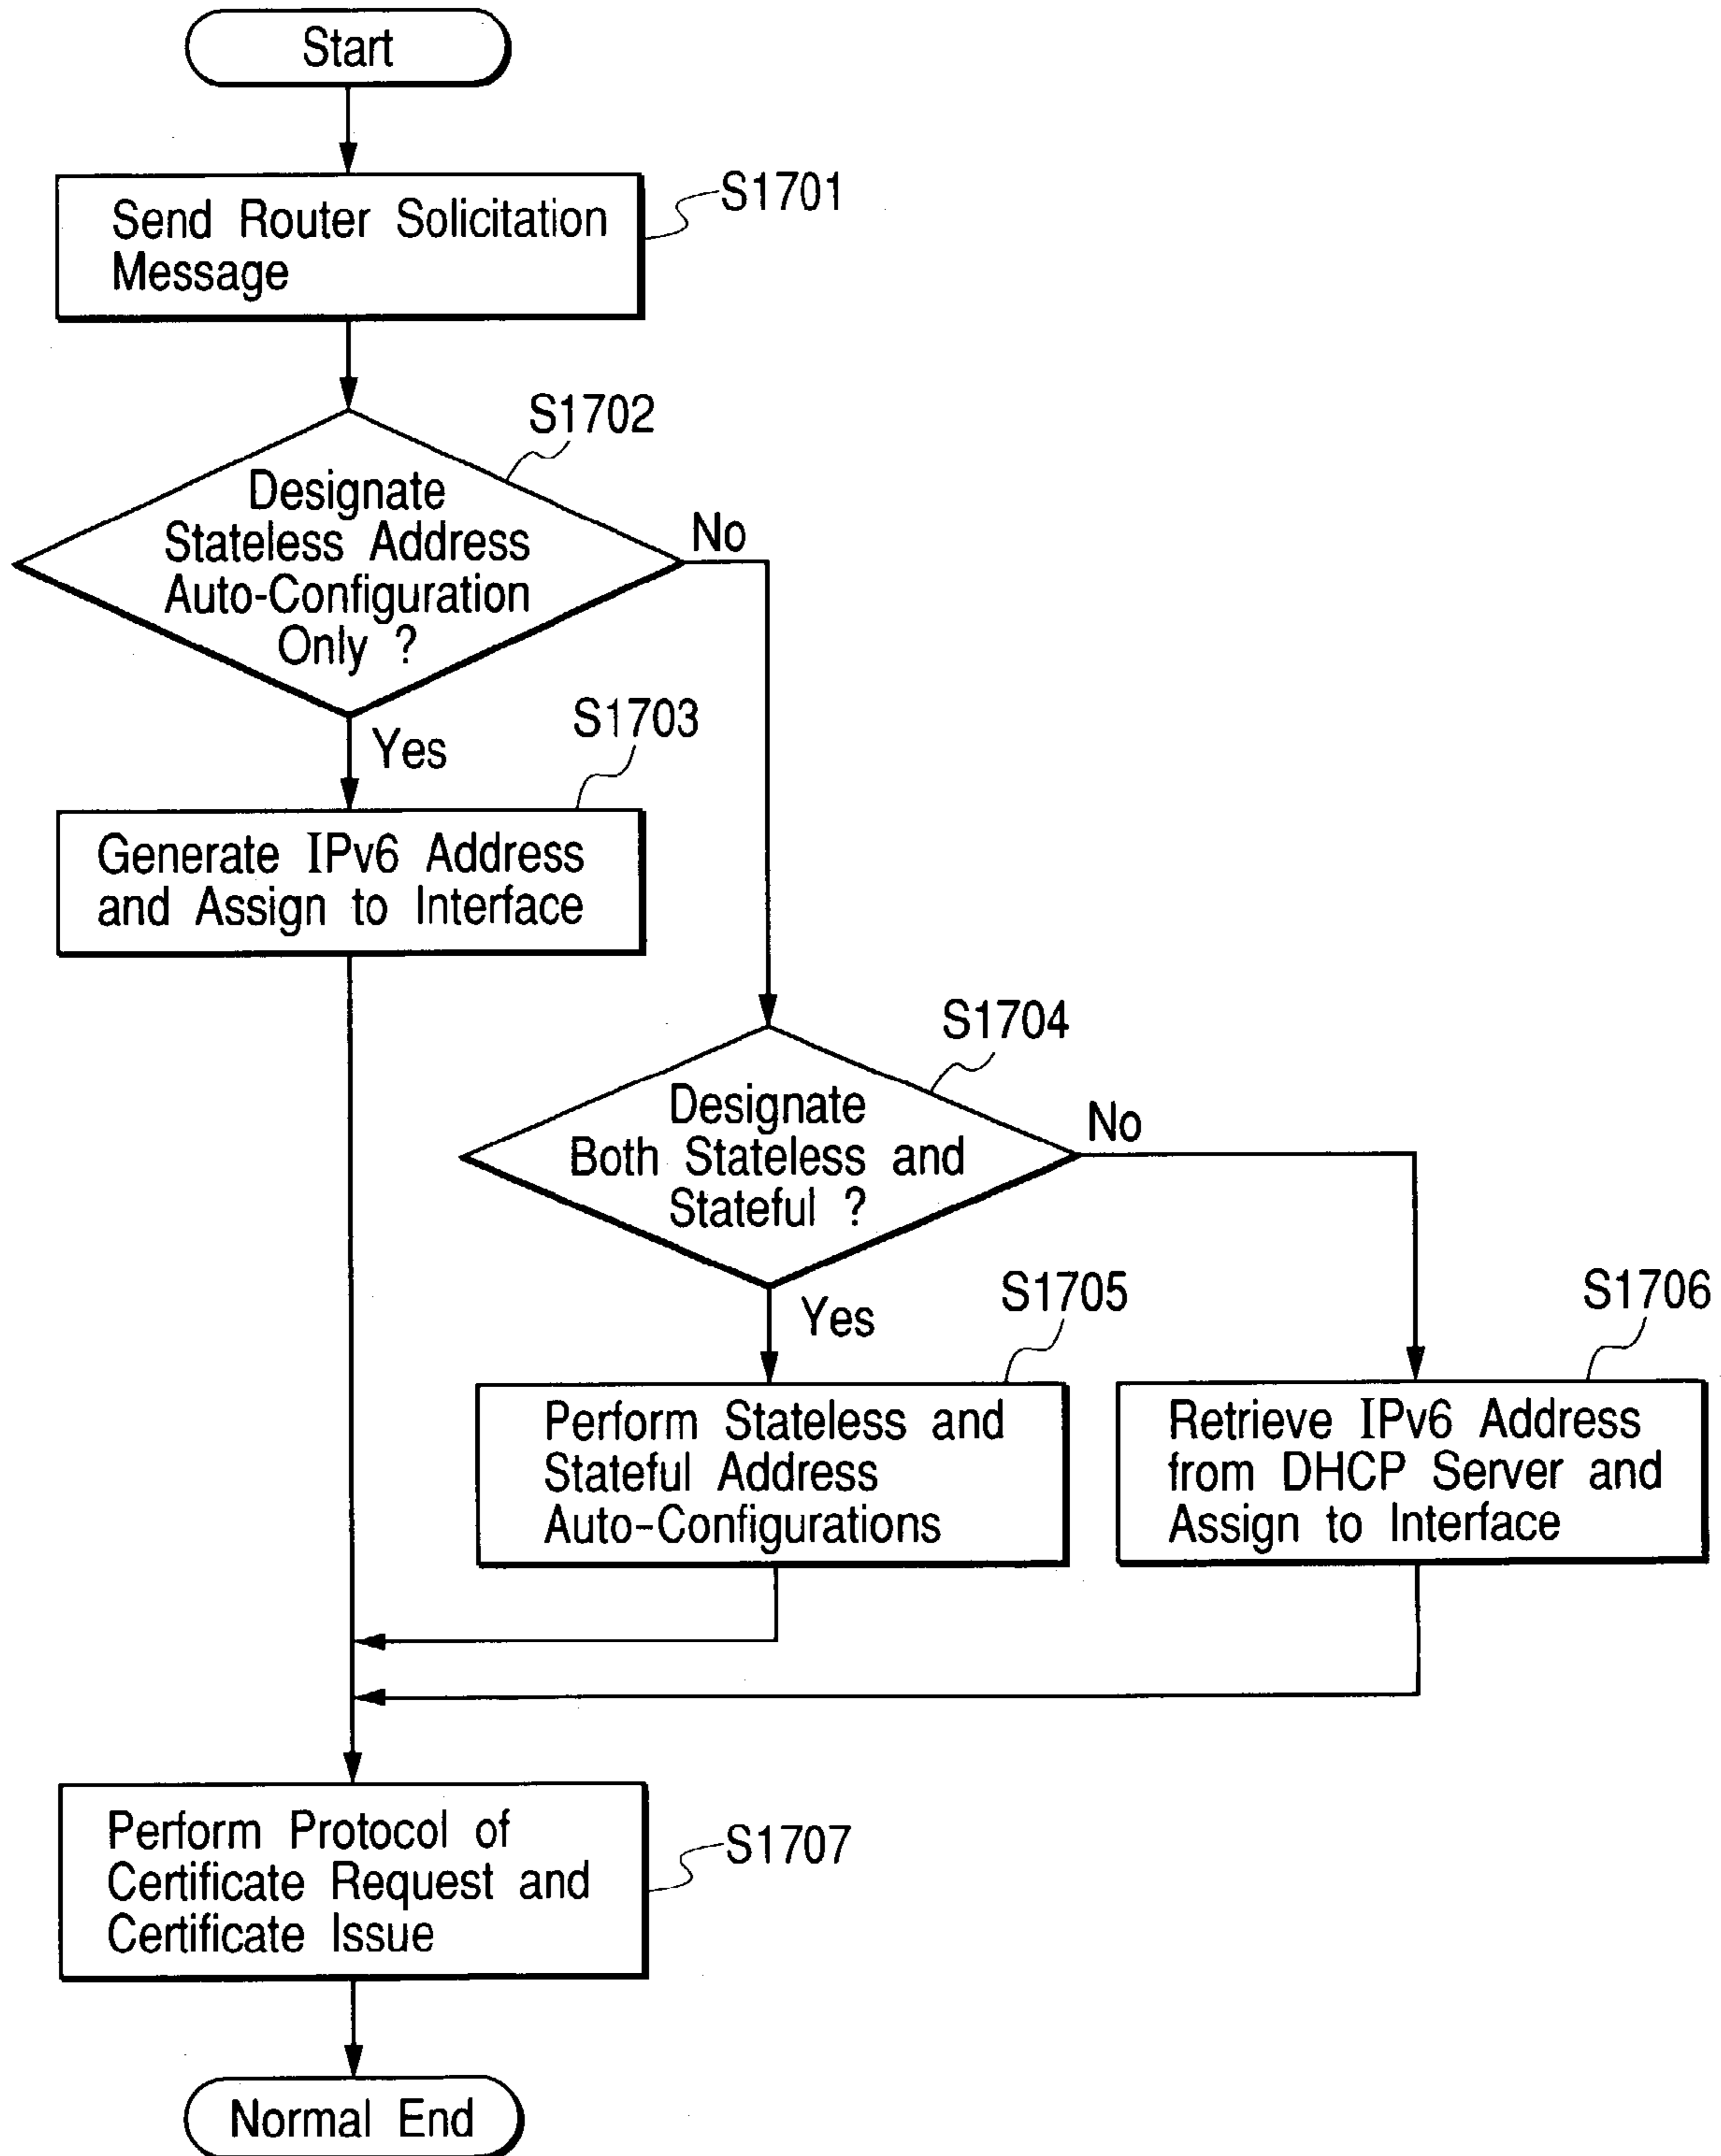 Start
S1701
Send Router Solicitation
Message
S1702
Designate
Stateless Address
Auto-Configuration
Only ?
No
Yes
S1703
Generate IPv6 Address
and Assign to Interface
S1704
Designate
Both Stateless and
Stateful ?
No
Yes
S1705
Perform Stateless and
Stateful Address
Auto-Configurations
S1706
Retrieve IPv6 Address
from DHCP Server and
Assign to Interface
Perform Protocol of
Certificate Request and
Certificate Issue
S1707
Normal End